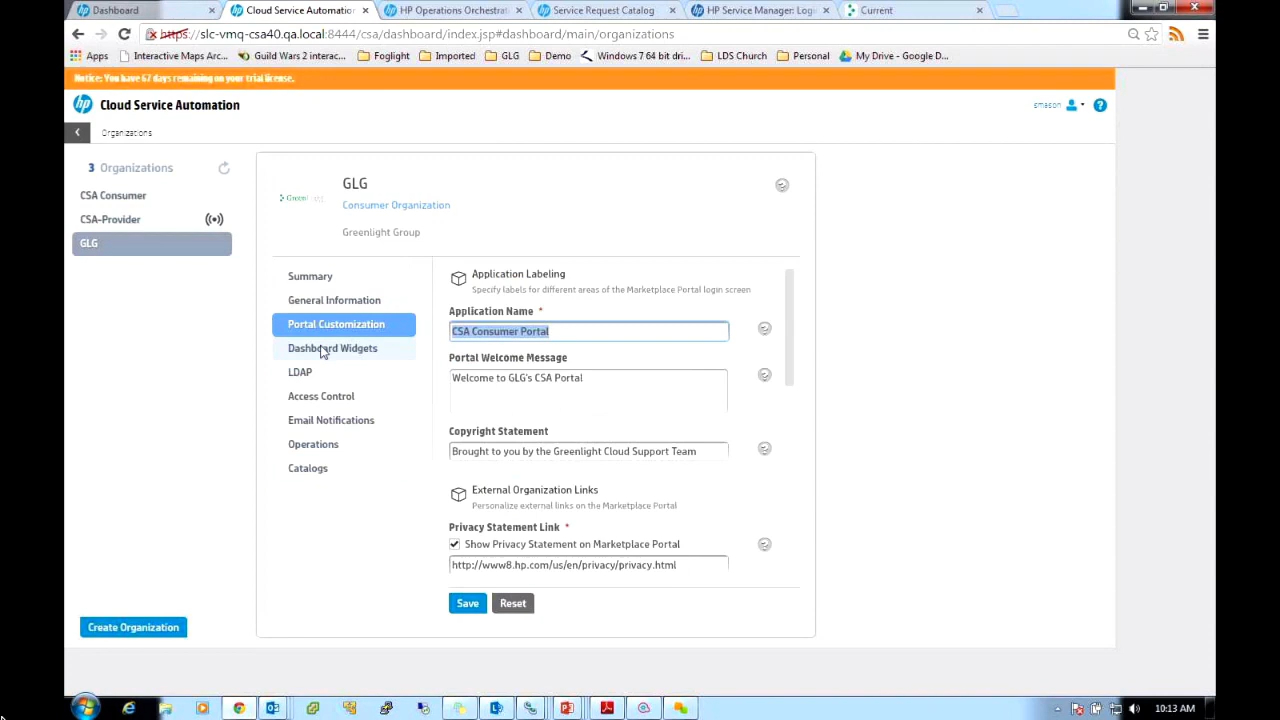 Dashboard
Cloud Service Automatio
HP Operations Orchestrat
Service Request Catalog
HP Service Manager: Logi
Current
https://slc-vmq-csa40.qa.local:8444/csa/dashboard/index.jsp#dashboard/main/organizations
Apps
Interactive Maps Arc...
Guild Wars 2 interac...
Foglight
Imported
GLG
Demo
Windows 7 64 bit dri...
LDS Church
Personal
My Drive - Google D...
Notice: You have 67 days remaining on your trial license.
hp
Cloud Service Automation
smason
?
Organizations
3 Organizations
CSA Consumer
CSA-Provider
GLG
Create Organization
GLG
Consumer Organization
Greenlight Group
Summary
General Information
Portal Customization
Dashboard Widgets
LDAP
Access Control
Email Notifications
Operations
Catalogs
Application Labeling
Specify labels for different areas of the Marketplace Portal login screen
Application Name *
CSA Consumer Portal
Portal Welcome Message
Welcome to GLG's CSA Portal
Copyright Statement
Brought to you by the Greenlight Cloud Support Team
External Organization Links
Personalize external links on the Marketplace Portal
Privacy Statement Link *
Show Privacy Statement on Marketplace Portal
http://www8.hp.com/us/en/privacy/privacy.html
Save
Reset
10:13 AM